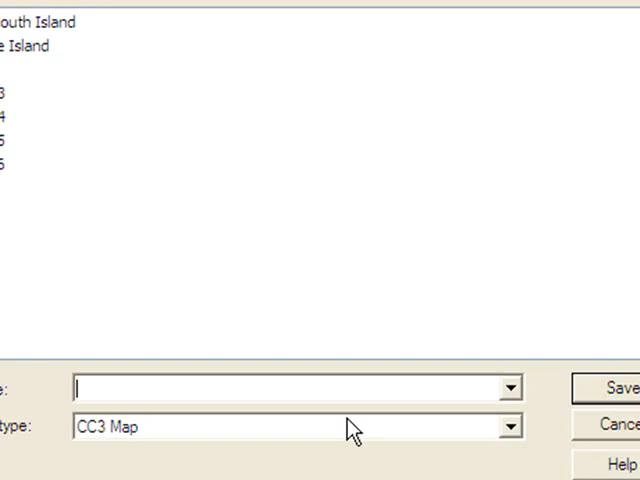 outh Island
e Island
3
4
5
6
e:
Save
type:
CC3 Map
Cance
Help